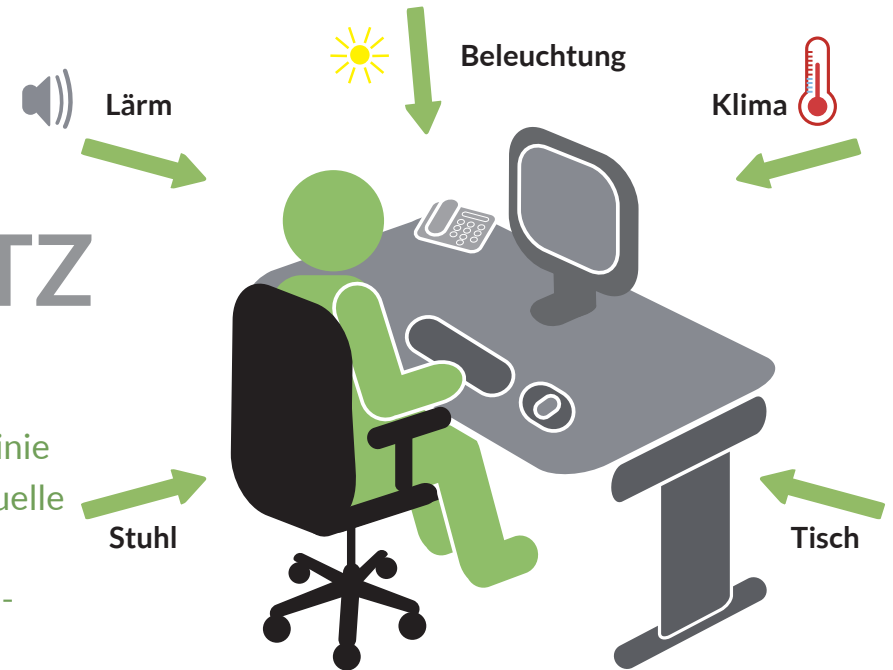 Beleuchtung
Lärm
Klima
TZ
inie
uelle
Stuhl
Tisch
-